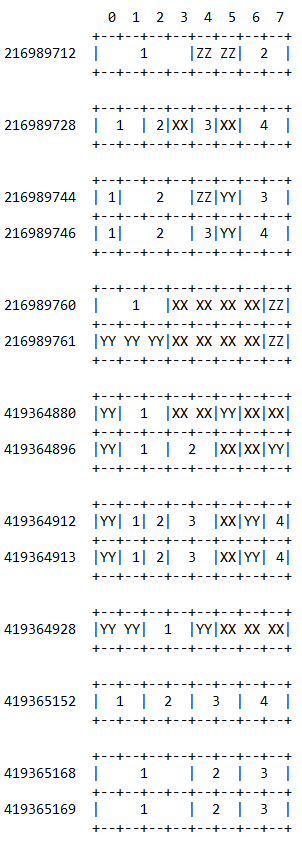 0 1 2 3 4 5 6 7
+--+--+--+--+--+--+--+--+
216989712 | 1 |ZZ ZZ| 2 |
+--+--+--+--+--+--+--+--+
+--+--+--+--+--+--+--+--+
216989728 | 1 | 2|XX| 3|XX| 4 |
+--+--+--+--+--+--+--+--+
+--+--+--+--+--+--+--+--+
216989744 | 1| 2 |ZZ|YY| 3 |
+--+--+--+--+--+--+--+--+
216989746 | 1| 2 | 3|YY| 4 |
+--+--+--+--+--+--+--+--+
+--+--+--+--+--+--+--+--+
216989760 | 1 |XX XX XX XX|ZZ|
+--+--+--+--+--+--+--+--+
216989761 |YY YY YY|XX XX XX XX|ZZ|
+--+--+--+--+--+--+--+--+
+--+--+--+--+--+--+--+--+
419364880 |YY| 1 |XX XX|YY|XX|XX|
+--+--+--+--+--+--+--+--+
419364896 |YY| 1 | 2 |XX|XX|YY|
+--+--+--+--+--+--+--+--+
+--+--+--+--+--+--+--+--+
419364912 |YY| 1| 2| 3 |XX|YY| 4|
+--+--+--+--+--+--+--+--+
419364913 |YY| 1| 2| 3 |XX|YY| 4|
+--+--+--+--+--+--+--+--+
+--+--+--+--+--+--+--+--+
419364928 |YY YY| 1 |YY|XX XX XX|
+--+--+--+--+--+--+--+--+
+--+--+--+--+--+--+--+--+
419365152 | 1 | 2 | 3 | 4 |
+--+--+--+--+--+--+--+--+
+--+--+--+--+--+--+--+--+
419365168 | 1 | 2 | 3 |
+--+--+--+--+--+--+--+--+
419365169 | 1 | 2 | 3 |
+--+--+--+--+--+--+--+--+